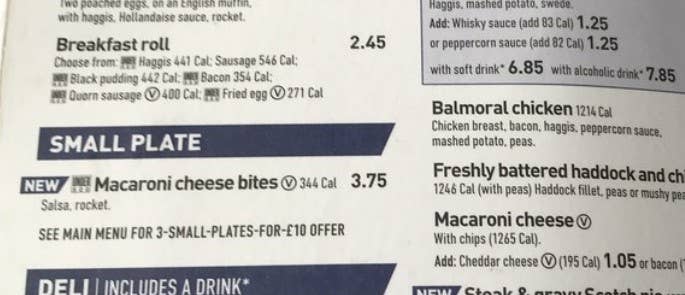 Two poached eggs, on an English muffin,
with haggis, Hollandaise sauce, rocket.
Breakfast roll 2.45
Choose from: Haggis 441 Cal; Sausage 546 Cal;
Black pudding 442 Cal; Bacon 354 Cal;
Quorn sausage Ⓥ 400 Cal; Fried egg Ⓥ 271 Cal
SMALL PLATE
NEW Macaroni cheese bites Ⓥ 344 Cal 3.75
Salsa, rocket.
SEE MAIN MENU FOR 3-SMALL-PLATES-FOR-£10 OFFER
DELI | INCLUDES A DRINK*
Haggis, mashed potato, swede.
Add: Whisky sauce (add 83 Cal) 1.25
or peppercorn sauce (add 82 Cal) 1.25
with soft drink* 6.85 with alcoholic drink* 7.85
Balmoral chicken 1214 Cal
Chicken breast, bacon, haggis, peppercorn sauce,
mashed potato, peas.
Freshly battered haddock and ch
1246 Cal (with peas) Haddock fillet, peas or mushy pea
Macaroni cheese Ⓥ
With chips (1265 Cal).
Add: Cheddar cheese Ⓥ (195 Cal) 1.05 or bacon (
NEW Steak & gravy Scotch pie